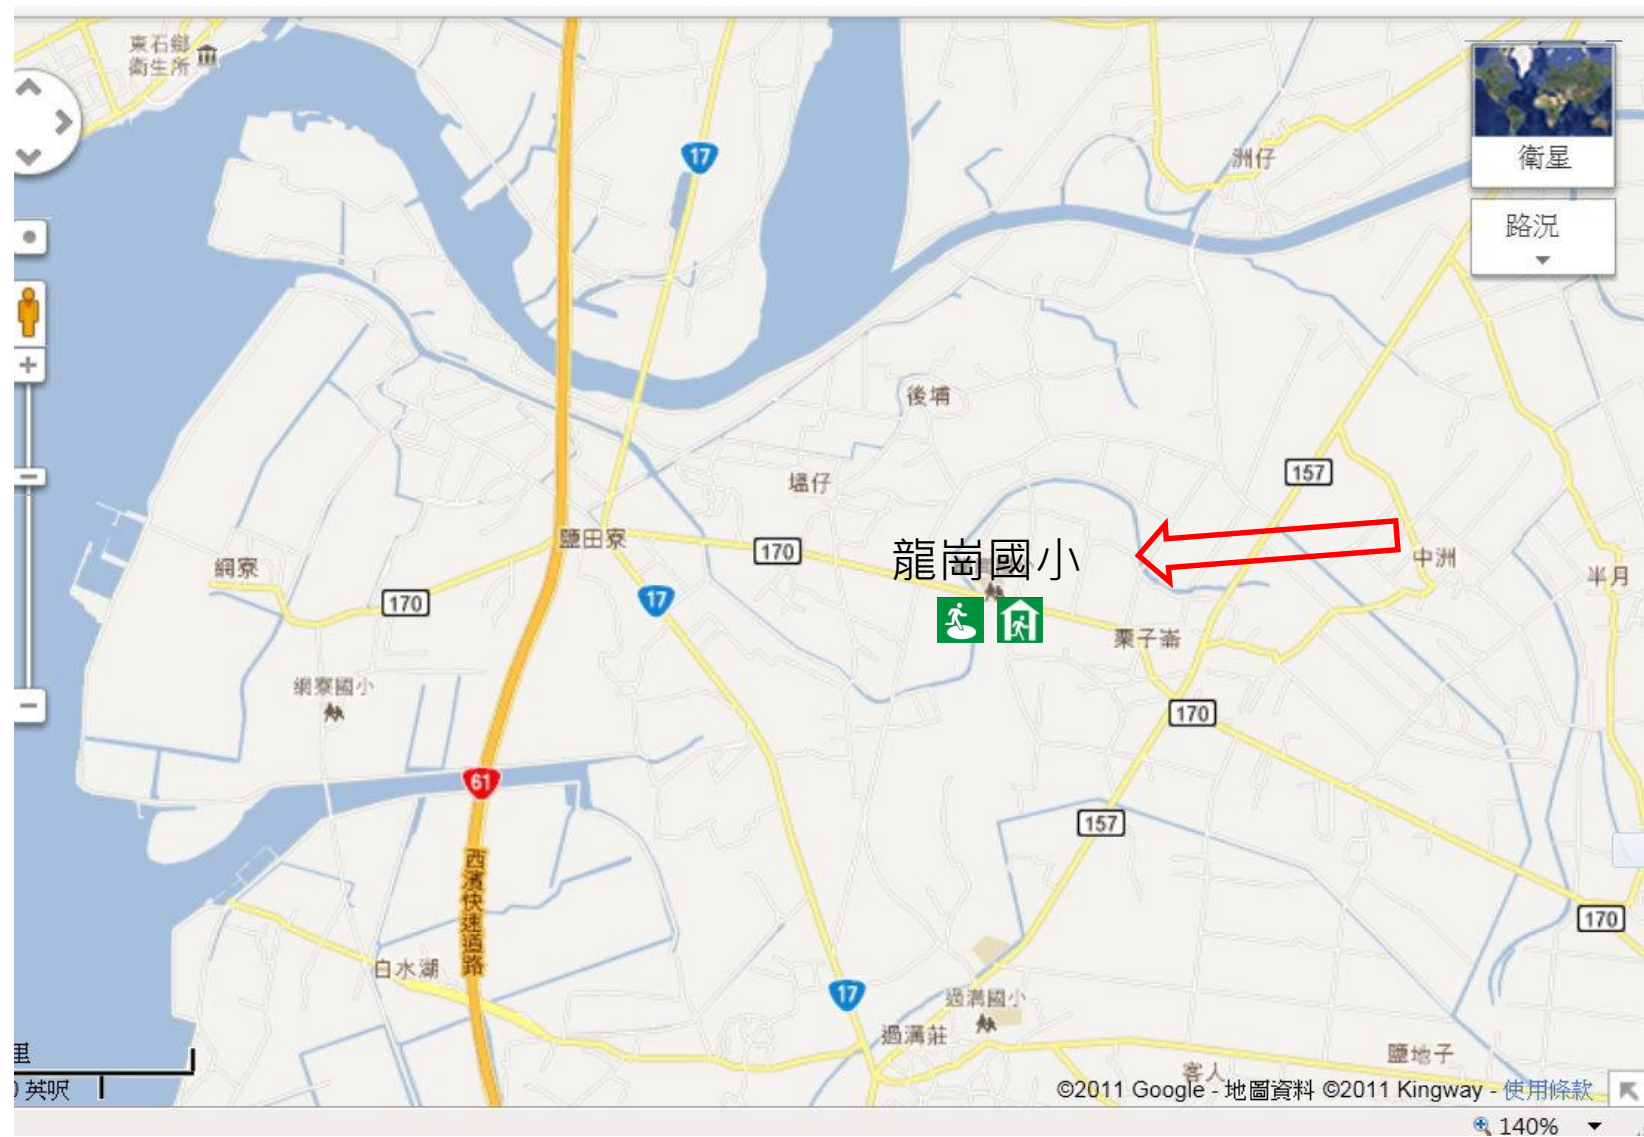 東石鄉
衛生所
17
洲仔
衛星
路況
後埔
塭仔
157
鹽田寮
170
龍崗國小
中洲
半月
網寮
170
17
栗子崙
網寮國小
170
61
157
西濱快速道路
170
白水湖
17
過溝國小
過溝莊
鹽地子
客人
里
英呎
©2011 Google - 地圖資料 ©2011 Kingway - 使用條款
140%